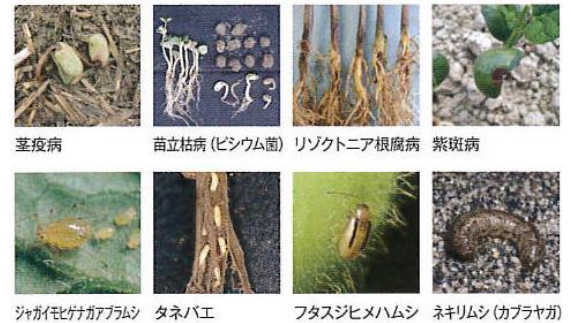 茎疫病
苗立枯病(ピシウム菌)
リゾクトニア根腐病
紫斑病
ジャガイモヒゲナガアブラムシ
タネバエ
フタスジヒメハムシ
ネキリムシ(カブラヤガ)